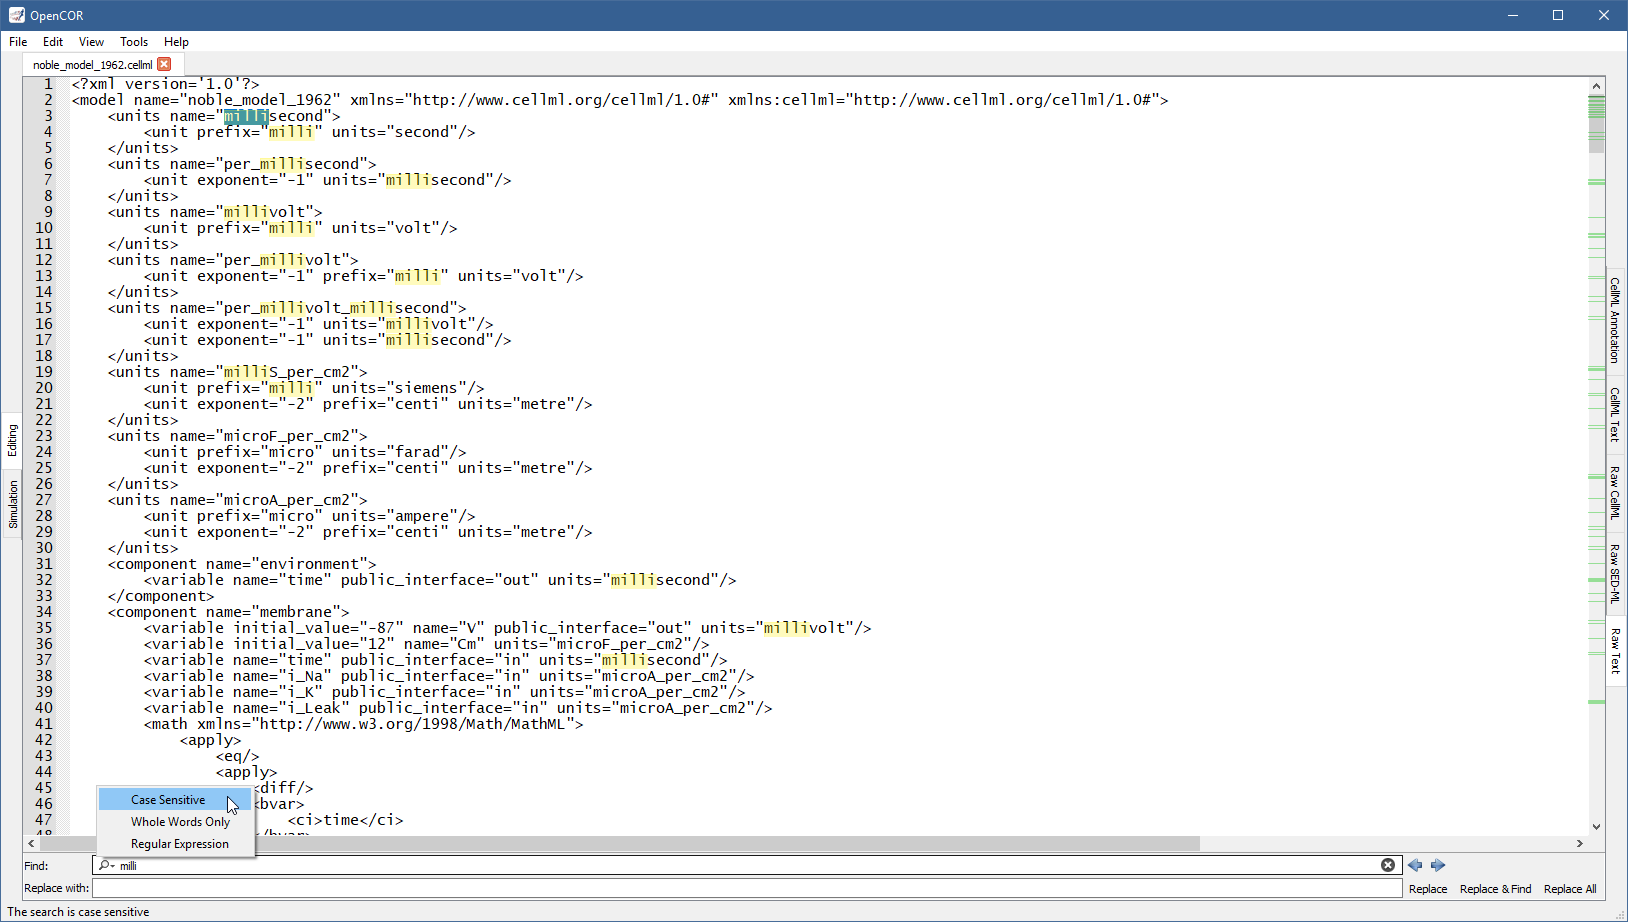 OpenCOR
File Edit View Tools Help
noble_model_1962.cellml
1 <?xml version='1.0'?>
2 <model name="noble_model_1962" xmlns="http://www.cellml.org/cellml/1.0#" xmlns:cellml="http://www.cellml.org/cellml/1.0#">
3 <units name="millisecond">
4 <unit prefix="milli" units="second"/>
5 </units>
6 <units name="per_millisecond">
7 <unit exponent="-1" units="millisecond"/>
8 </units>
9 <units name="millivolt">
10 <unit prefix="milli" units="volt"/>
11 </units>
12 <units name="per_millivolt">
13 <unit exponent="-1" prefix="milli" units="volt"/>
14 </units>
15 <units name="per_millivolt_millisecond">
16 <unit exponent="-1" units="millivolt"/>
17 <unit exponent="-1" units="millisecond"/>
18 </units>
19 <units name="milliS_per_cm2">
20 <unit prefix="milli" units="siemens"/>
21 <unit exponent="-2" prefix="centi" units="metre"/>
22 </units>
23 <units name="microF_per_cm2">
24 <unit prefix="micro" units="farad"/>
25 <unit exponent="-2" prefix="centi" units="metre"/>
26 </units>
27 <units name="microA_per_cm2">
28 <unit prefix="micro" units="ampere"/>
29 <unit exponent="-2" prefix="centi" units="metre"/>
30 </units>
31 <component name="environment">
32 <variable name="time" public_interface="out" units="millisecond"/>
33 </component>
34 <component name="membrane">
35 <variable initial_value="-87" name="V" public_interface="out" units="millivolt"/>
36 <variable initial_value="12" name="Cm" units="microF_per_cm2"/>
37 <variable name="time" public_interface="in" units="millisecond"/>
38 <variable name="i_Na" public_interface="in" units="microA_per_cm2"/>
39 <variable name="i_K" public_interface="in" units="microA_per_cm2"/>
40 <variable name="i_Leak" public_interface="in" units="microA_per_cm2"/>
41 <math xmlns="http://www.w3.org/1998/Math/MathML">
42 <apply>
43 <eq/>
44 <apply>
45 <diff/>
46 <bvar>
47 <ci>time</ci>
48 </bvar>
Case Sensitive
Whole Words Only
Regular Expression
Editing
Simulation
CellML Annotation
CellML Text
Raw CellML
Raw SED-ML
Raw Text
Find: milli
Replace with:
Replace Replace & Find Replace All
The search is case sensitive